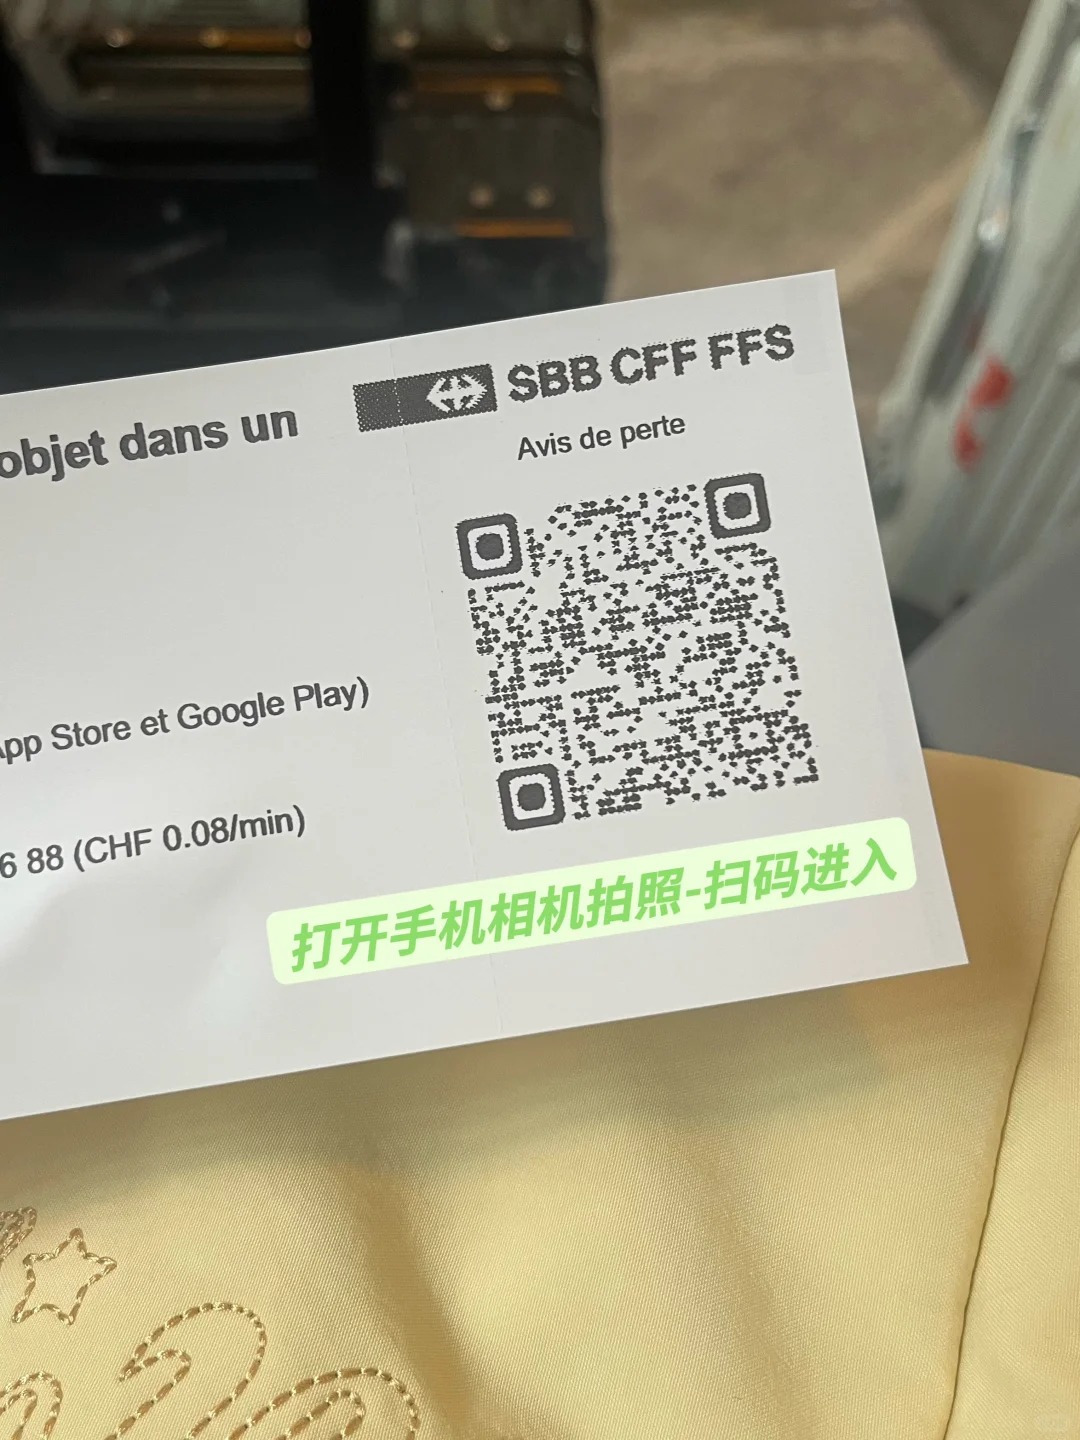 SBB CFF FFS
objet dans un
Avis de perte
App Store et Google Play)
6 88 (CHF 0.08/min)
打开手机相机拍照-扫码进入